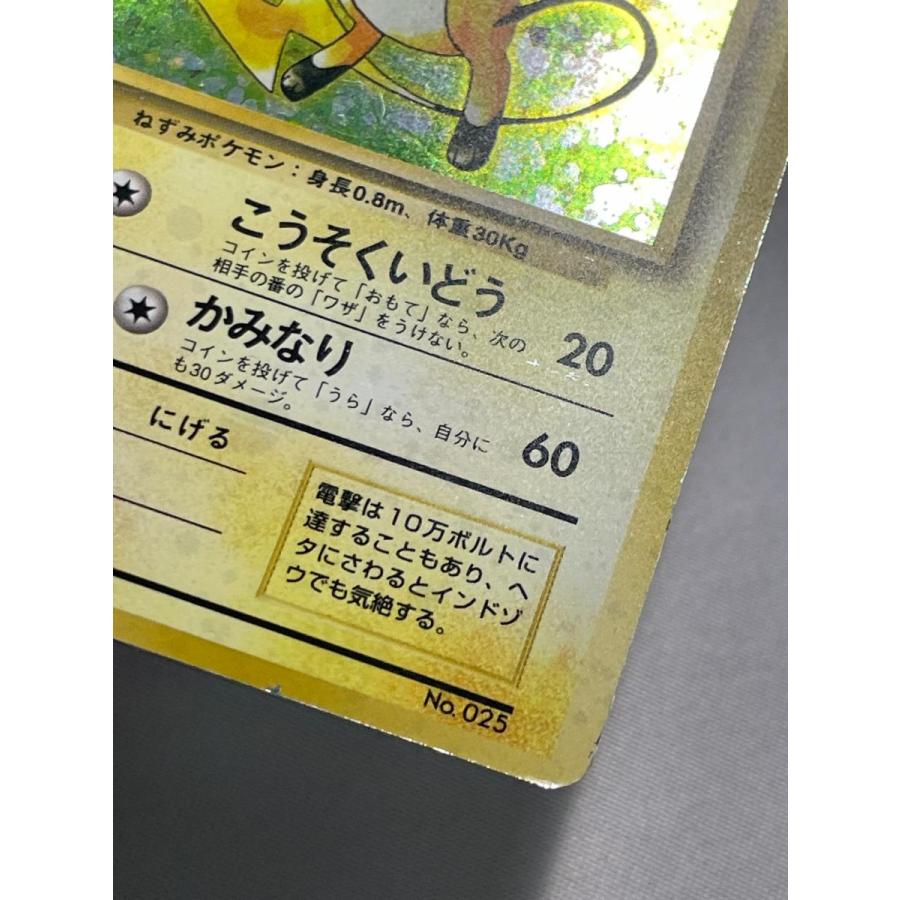 ねずみポケモン：身長0.8m、体重30Kg
こうそくいどう
コインを投げて「おもて」なら、次の
相手の番の「ワザ」をうけない。
20
かみなり
コインを投げて「うら」なら、自分に
も30ダメージ。
60
にげる
電撃は10万ボルトに
達することもあり、ヘ
タにさわるとインドゾ
ウでも気絶する。
No. 025